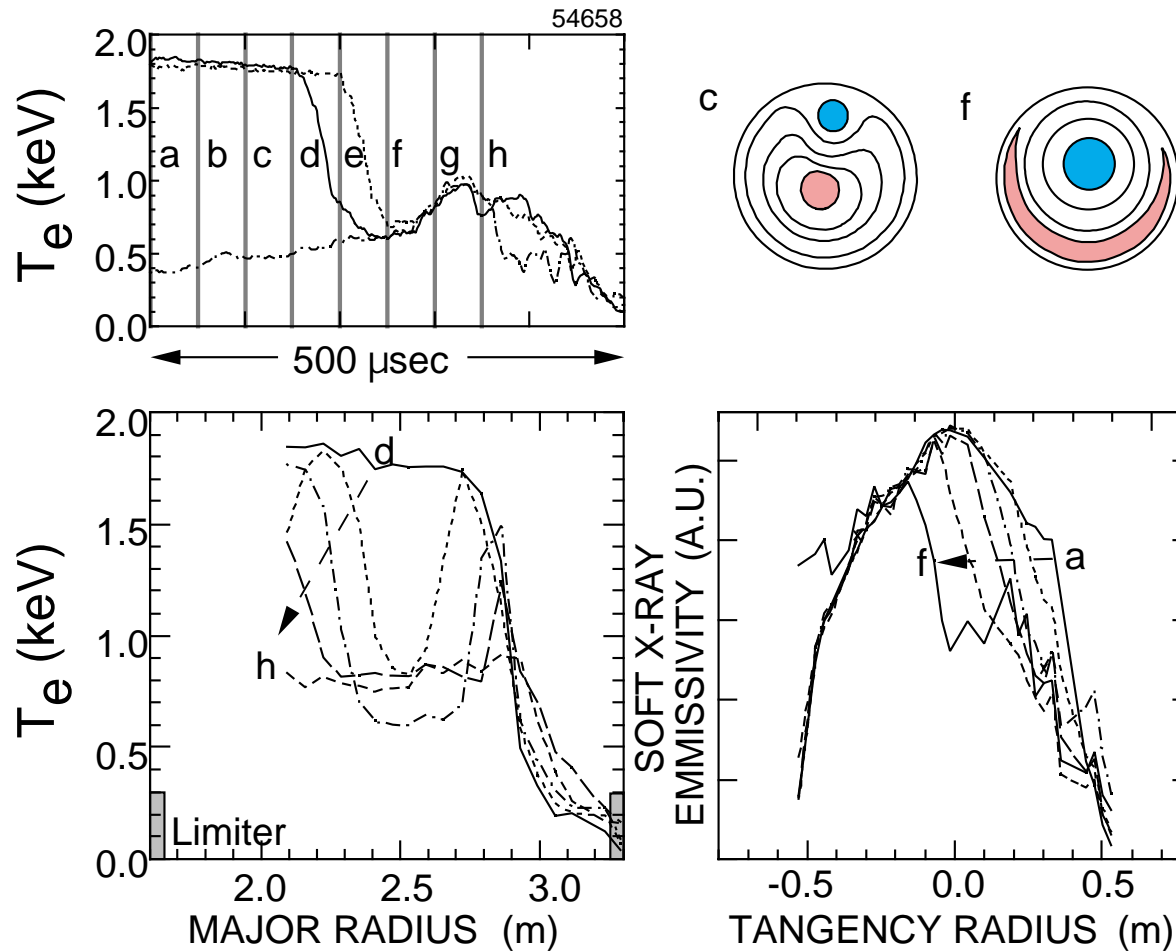 54658
2.0
1.5
1.0
0.5
0.0
Te (keV)
a b c d e f g h
500 µsec
c
f
2.0
1.5
1.0
0.5
0.0
Te (keV)
d
h
Limiter
2.0 2.5 3.0
MAJOR RADIUS (m)
SOFT X-RAY
EMMISSIVITY (A.U.)
f
a
-0.5 0.0 0.5
TANGENCY RADIUS (m)